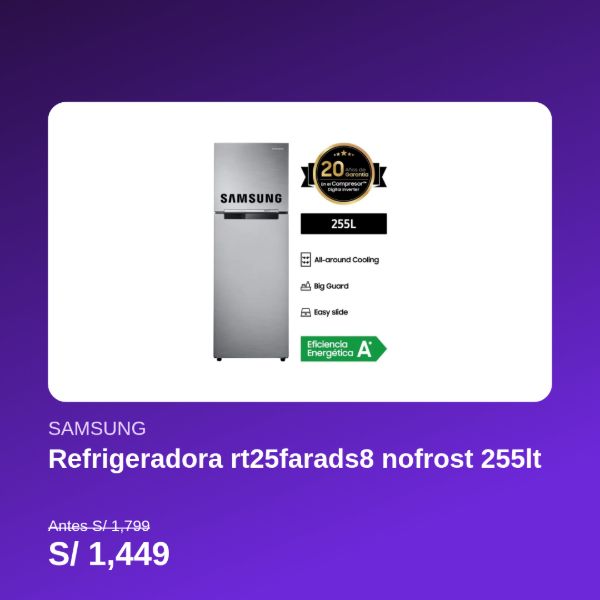 SAMSUNG
20 Años de Garantía
En el Compresor™
Digital Inverter
255L
All-around Cooling
Big Guard
Easy slide
Eficiencia
Energética A*
SAMSUNG
Refrigeradora rt25farads8 nofrost 255lt
Antes S/ 1,799
S/ 1,449